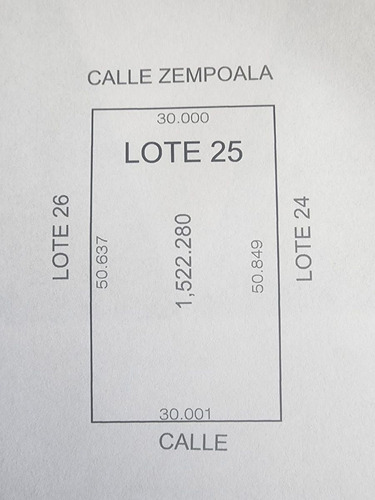 CALLE ZEMPOALA
30.000
LOTE 25
LOTE 26
50.637
1,522.280
50.849
LOTE 24
30.001
CALLE